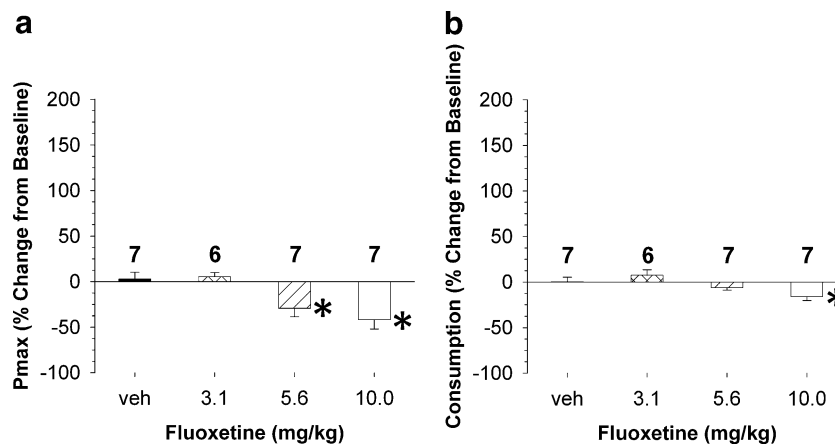 a
Pmax (% Change from Baseline)
200
150
100
50
0
-50
-100
7 6 7 7
*
*
veh 3.1 5.6 10.0
Fluoxetine (mg/kg)
b
Consumption (% Change from Baseline)
200
150
100
50
0
-50
-100
7 6 7 7
*
veh 3.1 5.6 10.0
Fluoxetine (mg/kg)